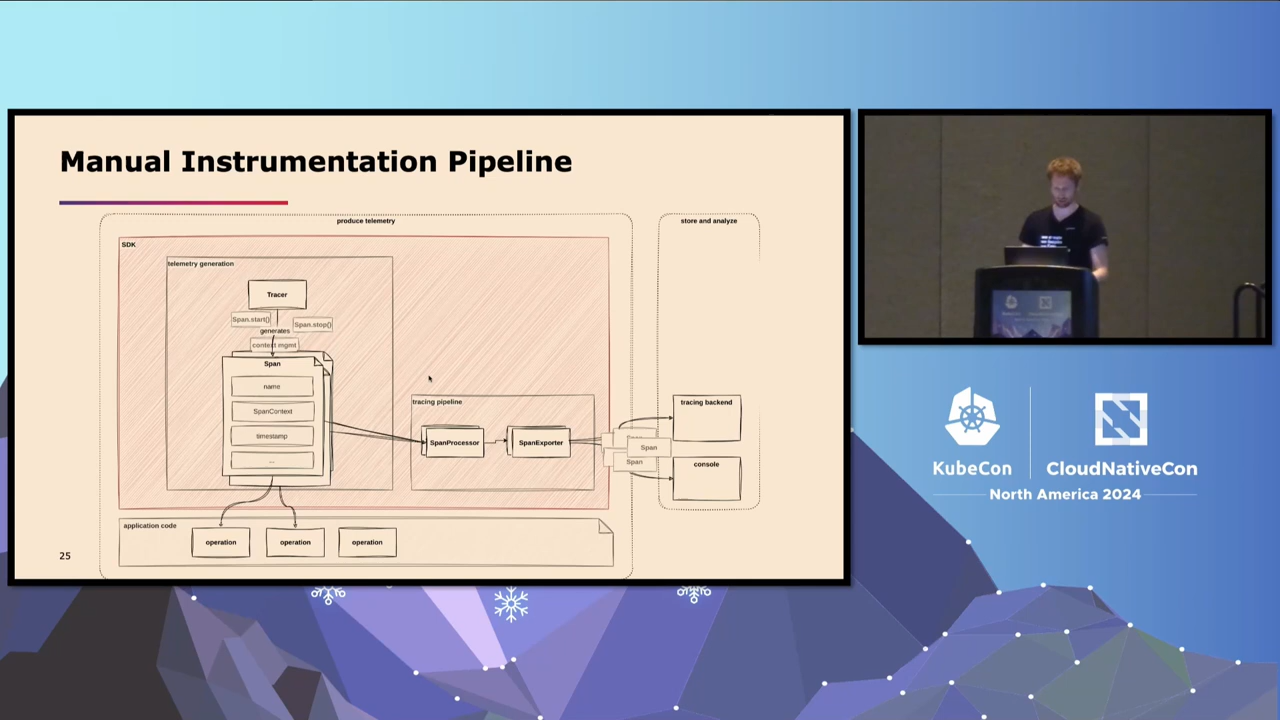 Manual Instrumentation Pipeline
produce telemetry
store and analyze
SDK
telemetry generation
Tracer
Span.start()
Span.stop()
generates
context mgmt
Span
name
SpanContext
timestamp
...
tracing pipeline
SpanProcessor
SpanExporter
Span
Span
tracing backend
console
application code
operation
operation
operation
25
KubeCon
CloudNativeCon
North America 2024